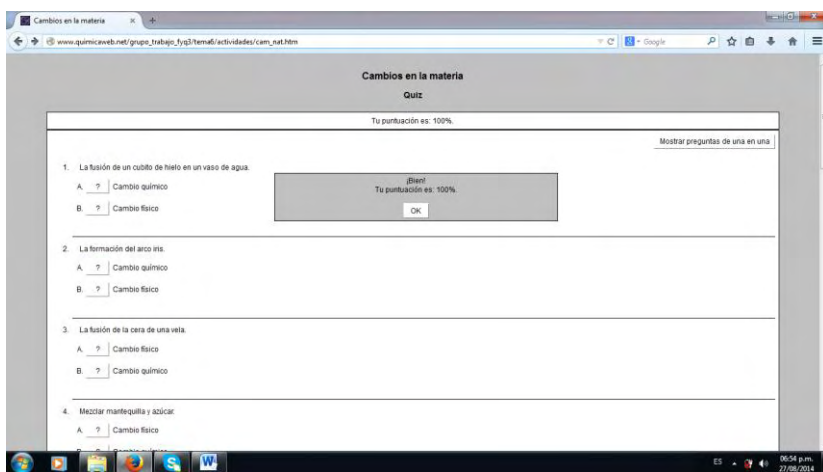 Cambios en la materia
www.quimicaweb.net/grupo_trabajo_fyq3/tema6/actividades/cam_nat.htm
Google
Cambios en la materia
Quiz
Tu puntuación es: 100%.
Mostrar preguntas de una en una
1. La fusión de un cubito de hielo en un vaso de agua.
A. ? Cambio químico
B. ? Cambio físico
¡Bien!
Tu puntuación es: 100%.
OK
2. La formación del arco iris.
A. ? Cambio químico
B. ? Cambio físico
3. La fusión de la cera de una vela.
A. ? Cambio físico
B. ? Cambio químico
4. Mezclar mantequilla y azúcar.
A. ? Cambio físico
ES
06:54 p.m.
27/08/2014